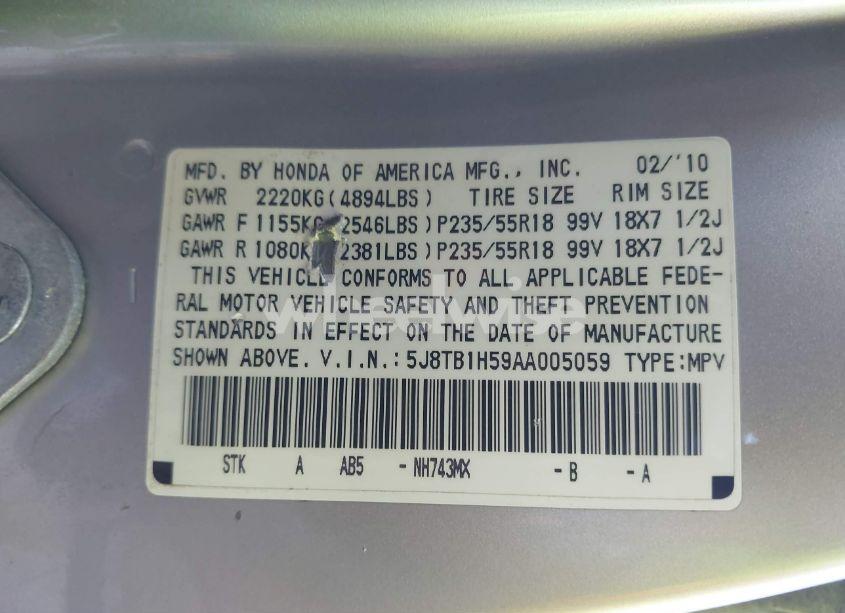 MFD. BY HONDA OF AMERICA MFG., INC. 02/'10
GVWR 2220KG(4894LBS) TIRE SIZE RIM SIZE
GAWR F 1155KG 2546LBS) P235/55R18 99V 18X7 1/2J
GAWR R 1080K 2381LBS) P235/55R18 99V 18X7 1/2J
THIS VEHICLE CONFORMS TO ALL APPLICABLE FEDE-
RAL MOTOR VEHICLE SAFETY AND THEFT PREVENTION
STANDARDS IN EFFECT ON THE DATE OF MANUFACTURE
SHOWN ABOVE. V.I.N.:5J8TB1H59AA005059 TYPE:MPV
STK A AB5 -NH743MX -B -A
wheelwise